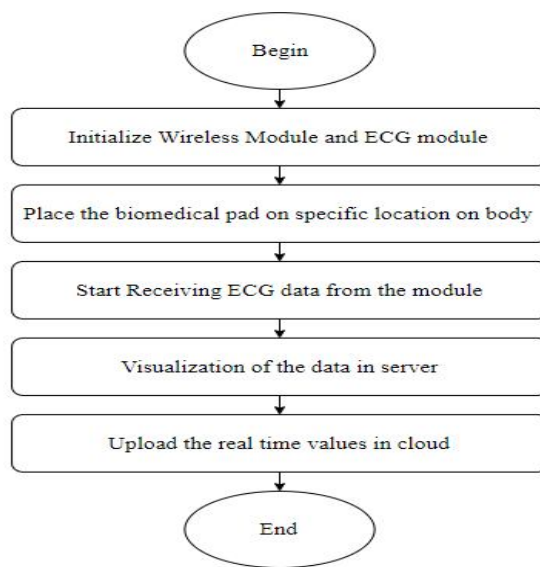 Begin
Initialize Wireless Module and ECG module
Place the biomedical pad on specific location on body
Start Receiving ECG data from the module
Visualization of the data in server
Upload the real time values in cloud
End